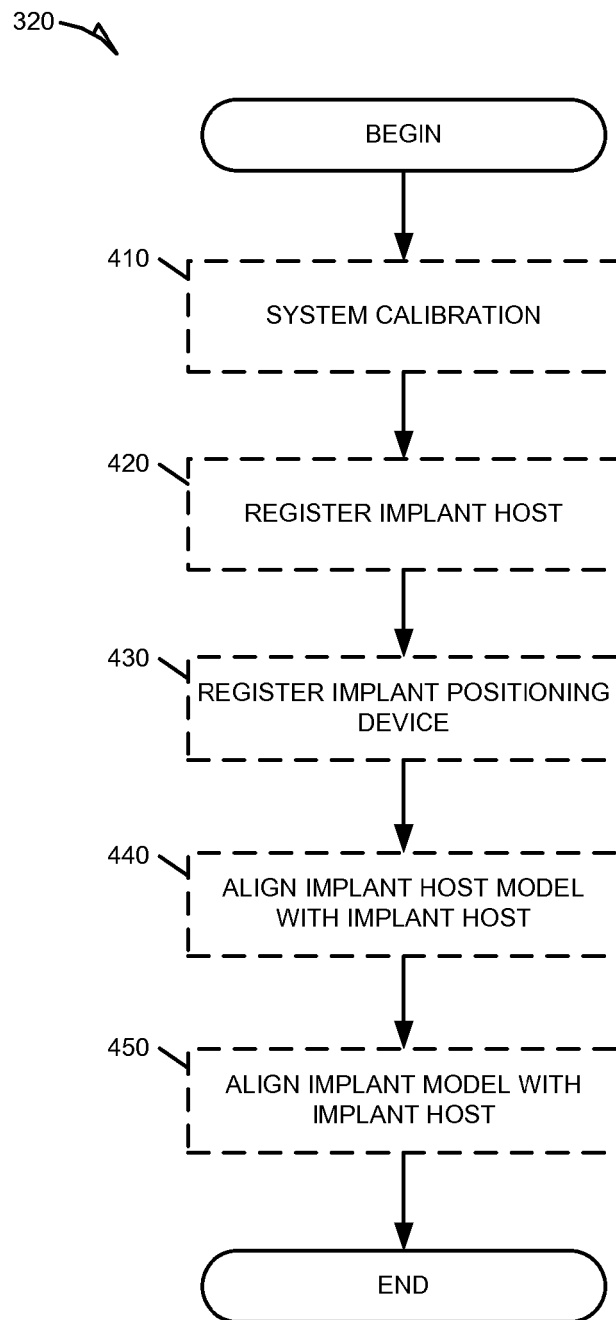 320
BEGIN
410
SYSTEM CALIBRATION
420
REGISTER IMPLANT HOST
430
REGISTER IMPLANT POSITIONING
DEVICE
440
ALIGN IMPLANT HOST MODEL
WITH IMPLANT HOST
450
ALIGN IMPLANT MODEL WITH
IMPLANT HOST
END